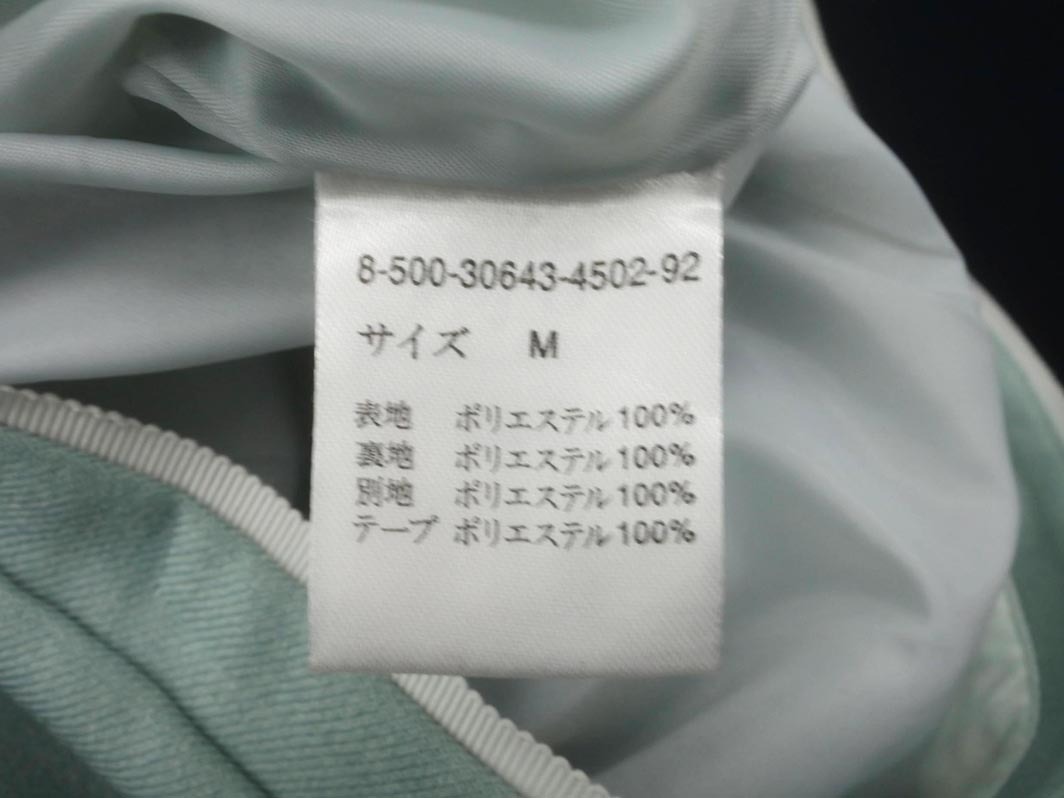 8-500-30643-4502-92
サイズ M
表地 ポリエステル100%
裏地 ポリエステル100%
別地 ポリエステル100%
テープ ポリエステル100%